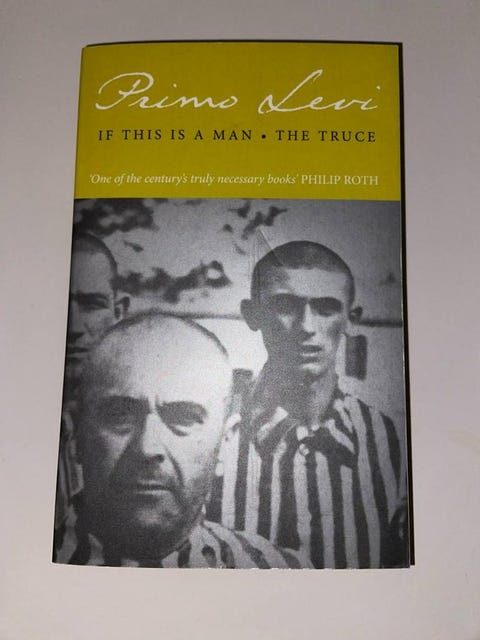 Primo Levi
IF THIS IS A MAN • THE TRUCE
'One of the century's truly necessary books' PHILIP ROTH